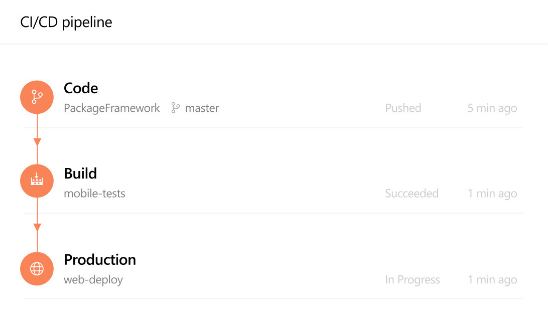 CI/CD pipeline
Code
PackageFramework master Pushed 5 min ago
Build
mobile-tests Succeeded 1 min ago
Production
web-deploy In Progress 1 min ago